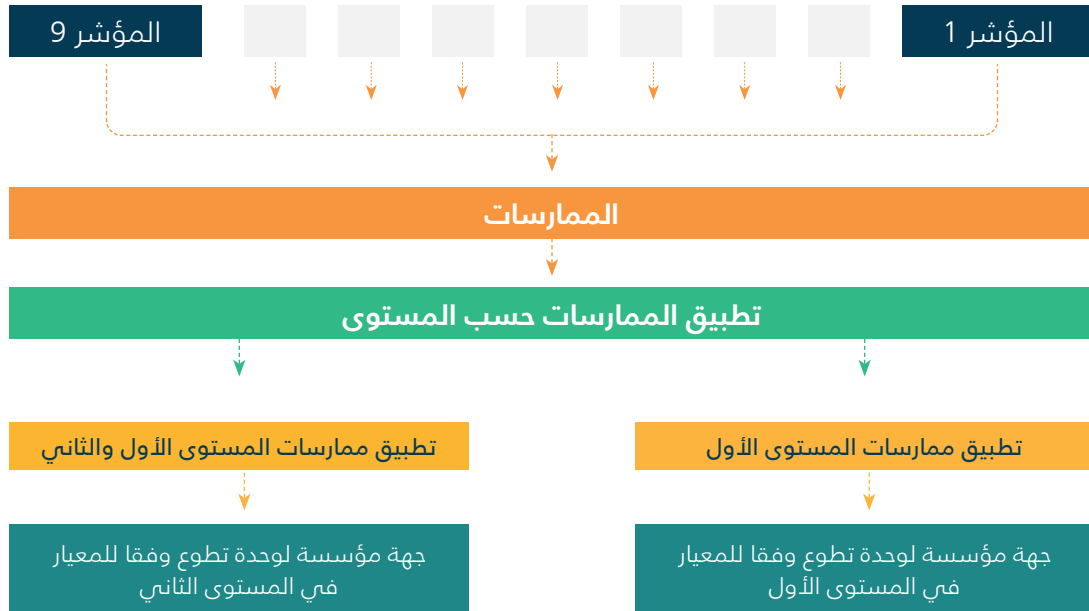 المؤشر 1
المؤشر 9
الممارسات
تطبيق الممارسات حسب المستوى
تطبيق ممارسات المستوى الأول
تطبيق ممارسات المستوى الأول والثاني
جهة مؤسسة لوحدة تطوع وفقا للمعيار
في المستوى الأول
جهة مؤسسة لوحدة تطوع وفقا للمعيار
في المستوى الثاني